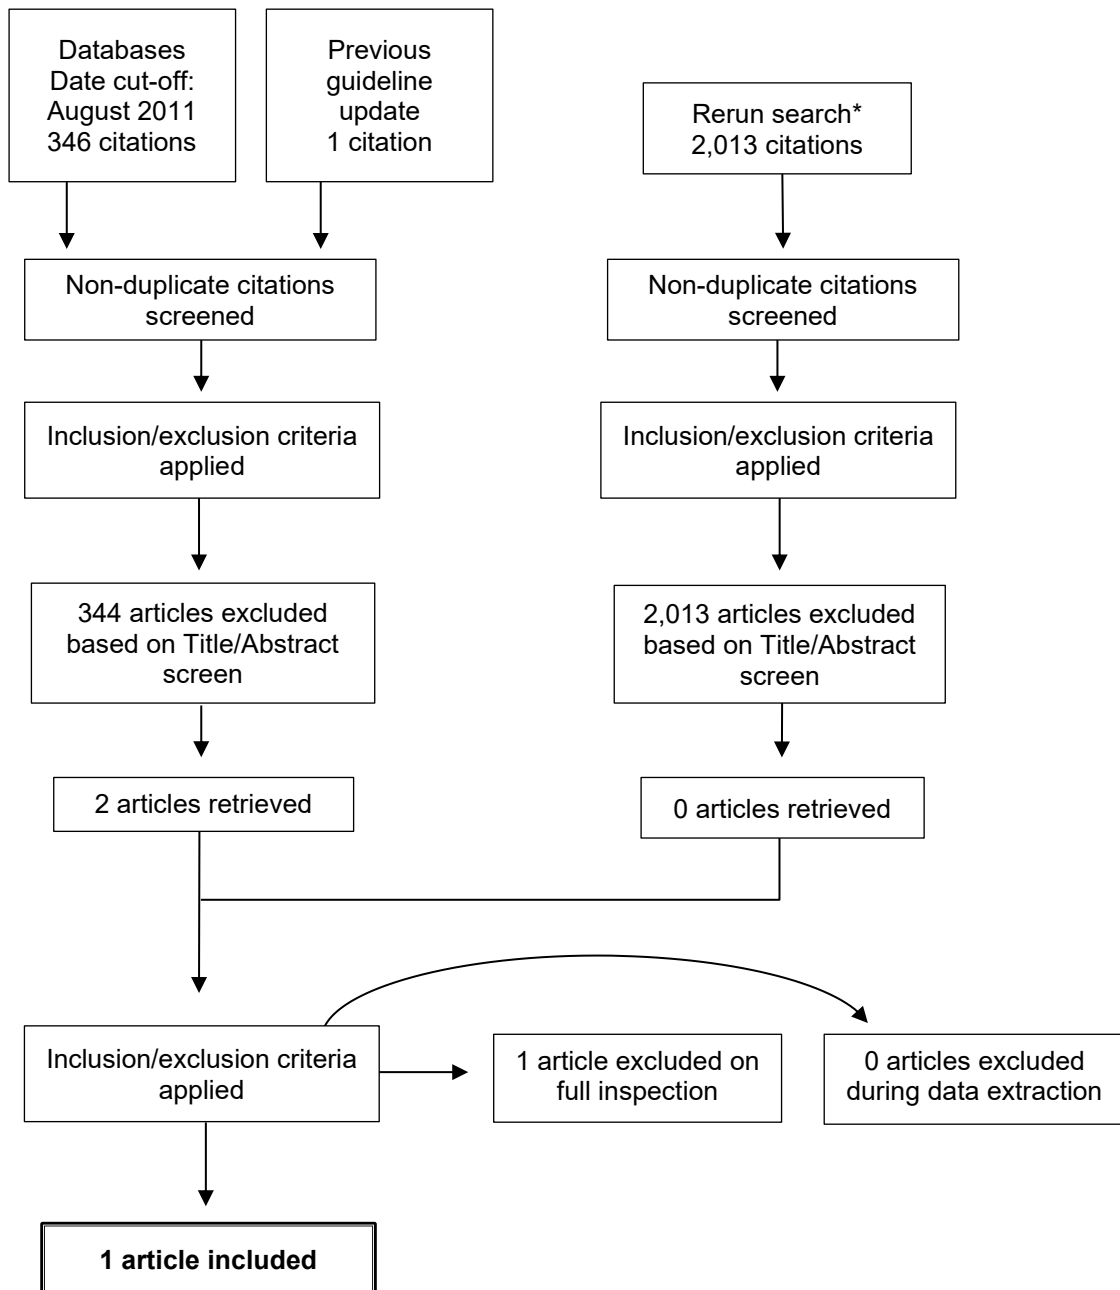 Databases
Date cut-off:
August 2011
346 citations
Previous
guideline
update
1 citation
Rerun search*
2,013 citations
Non-duplicate citations
screened
Non-duplicate citations
screened
Inclusion/exclusion criteria
applied
Inclusion/exclusion criteria
applied
344 articles excluded
based on Title/Abstract
screen
2,013 articles excluded
based on Title/Abstract
screen
2 articles retrieved
0 articles retrieved
Inclusion/exclusion criteria
applied
1 article excluded on
full inspection
0 articles excluded
during data extraction
1 article included